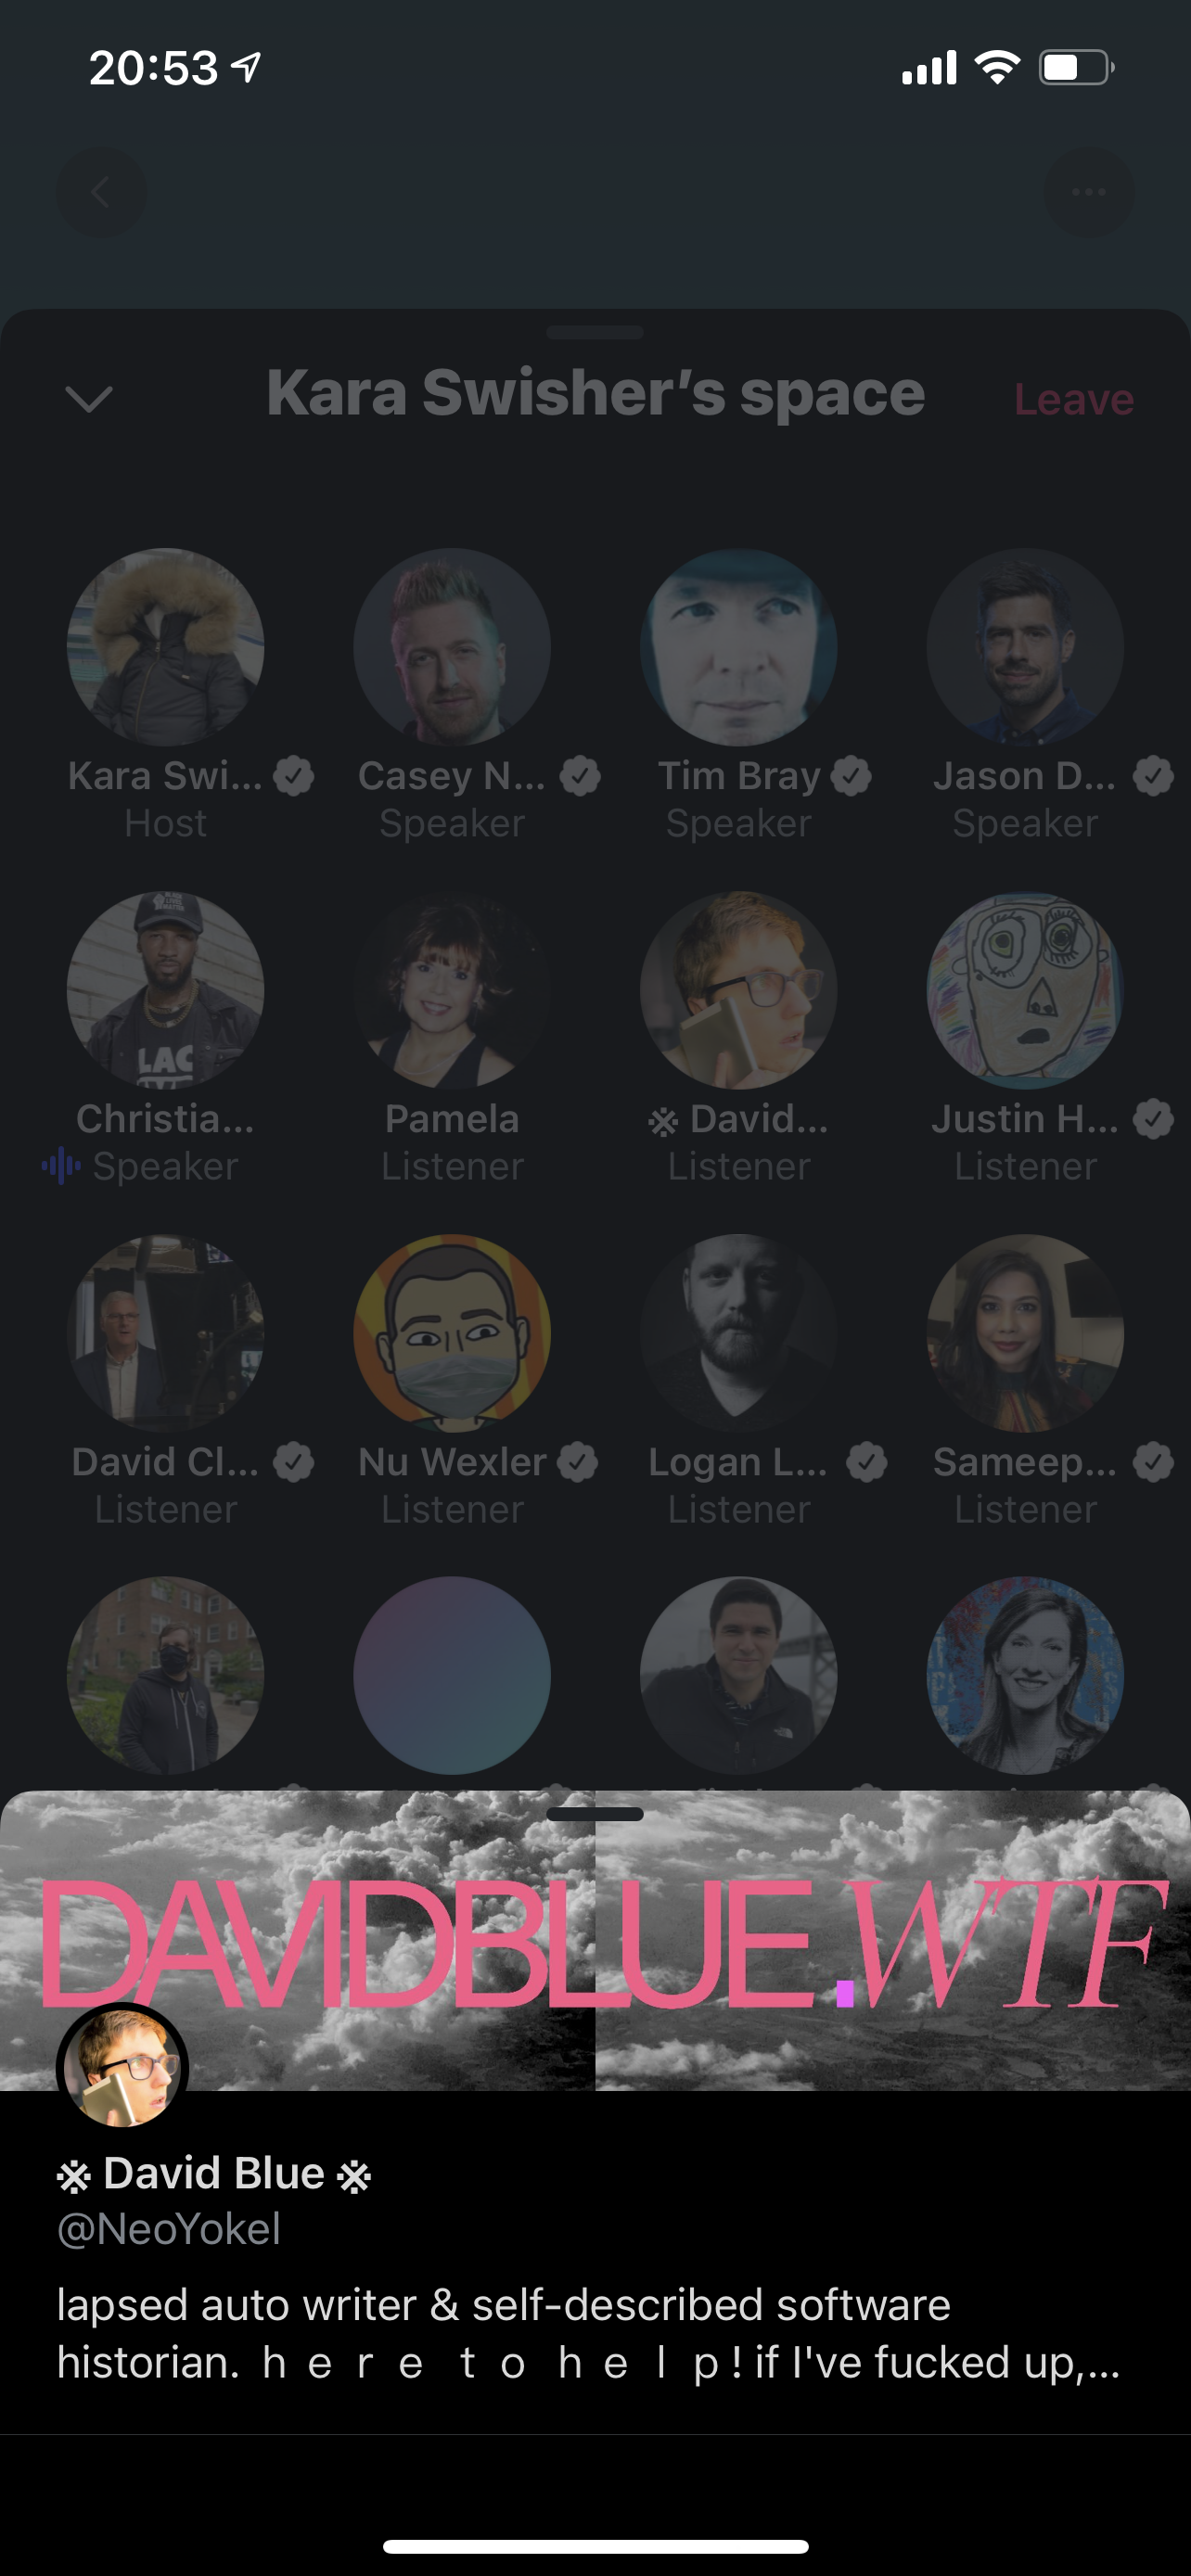 20:53
Kara Swisher's space
Leave
Kara Swi...
Casey N...
Tim Bray
Jason D...
Host
Speaker
Speaker
Speaker
Christia...
Pamela
※ David...
Justin H...
Speaker
Listener
Listener
Listener
David Cl...
Nu Wexler
Logan L...
Sameep...
Listener
Listener
Listener
Listener
DAVIDBLUE.WTF
※ David Blue ※
@NeoYokel
lapsed auto writer & self-described software
historian. h e r e  t o  h e l p ! if I've fucked up,...